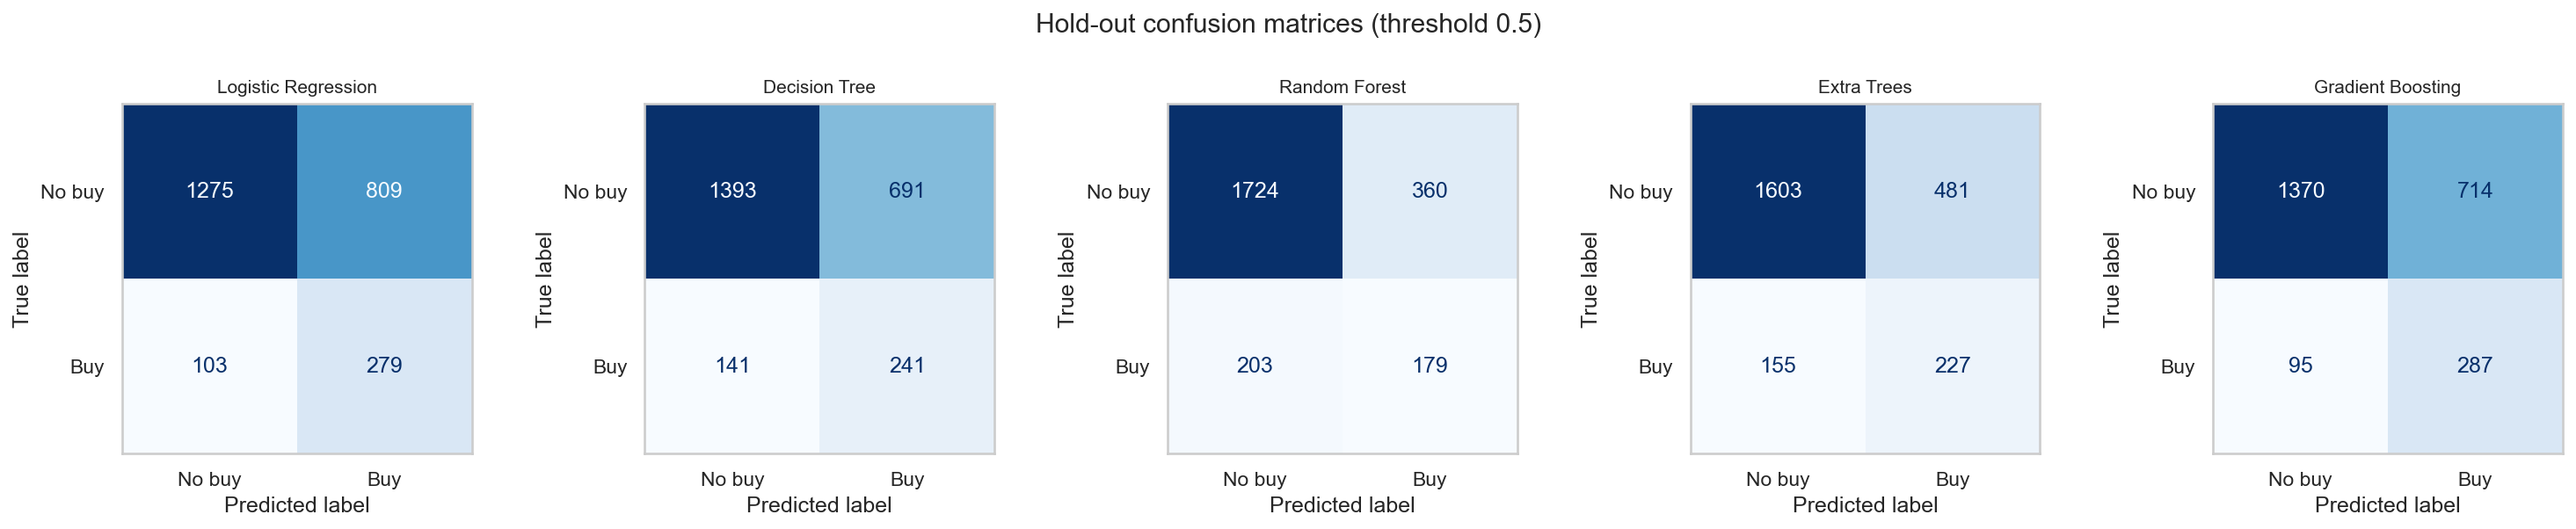 Hold-out confusion matrices (threshold 0.5)
Logistic Regression
True label
No buy
1275
809
Buy
103
279
No buy
Buy
Predicted label
Decision Tree
True label
No buy
1393
691
Buy
141
241
No buy
Buy
Predicted label
Random Forest
True label
No buy
1724
360
Buy
203
179
No buy
Buy
Predicted label
Extra Trees
True label
No buy
1603
481
Buy
155
227
No buy
Buy
Predicted label
Gradient Boosting
True label
No buy
1370
714
Buy
95
287
No buy
Buy
Predicted label